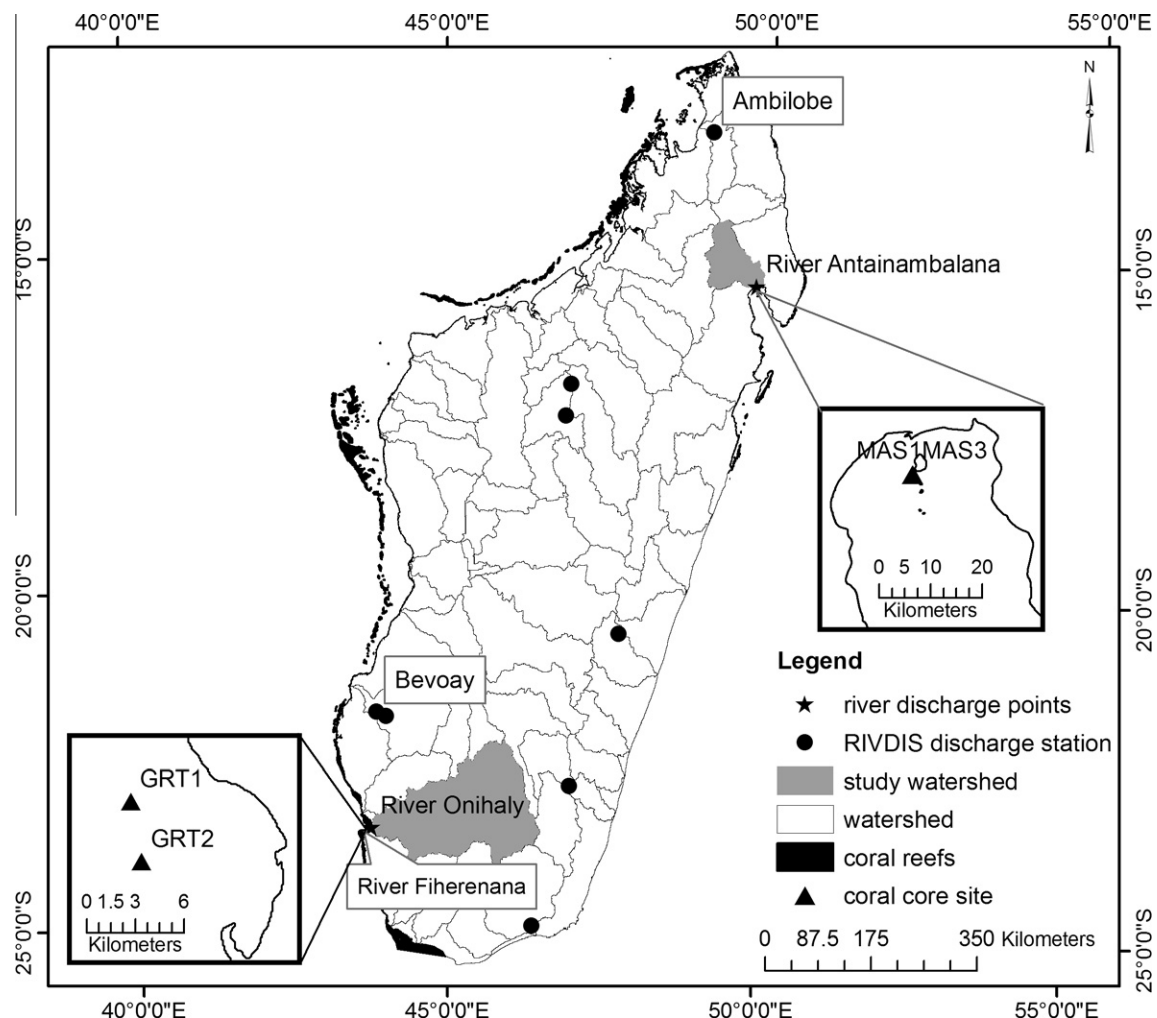 40°0'0"E 45°0'0"E 50°0'0"E 55°0'0"E
N
Ambilobe
15°0'0"S
River Antainambalana
15°0'0"S
MAS1MAS3
0 5 10 20
Kilometers
20°0'0"S
20°0'0"S
Bevoay
Legend
river discharge points
RIVDIS discharge station
study watershed
watershed
coral reefs
coral core site
0 87.5 175 350 Kilometers
GRT1
GRT2
0 1.5 3 6
Kilometers
River Onihaly
River Fiherenana
25°0'0"S
25°0'0"S
40°0'0"E 45°0'0"E 50°0'0"E 55°0'0"E